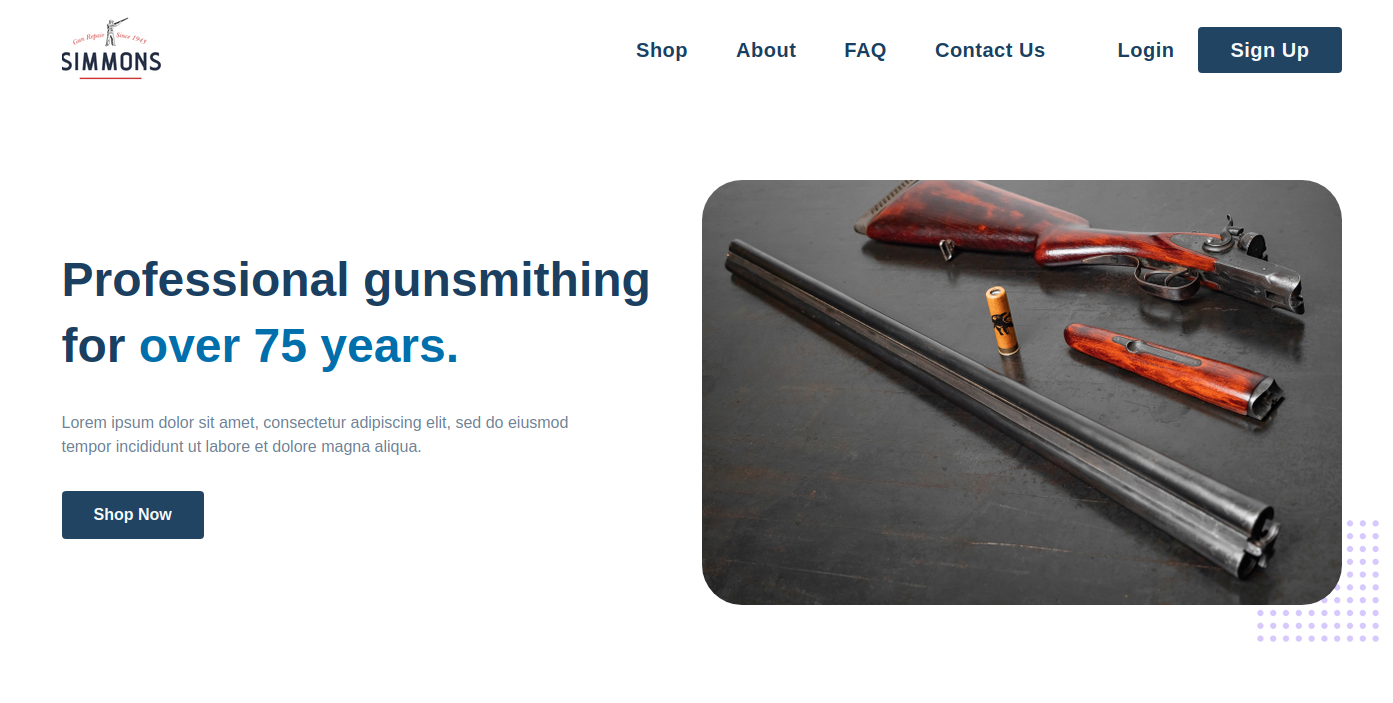 Gun Repair Since 1945
SIMMONS
Shop About FAQ Contact Us Login Sign Up
Professional gunsmithing
for over 75 years.
Lorem ipsum dolor sit amet, consectetur adipiscing elit, sed do eiusmod
tempor incididunt ut labore et dolore magna aliqua.
Shop Now